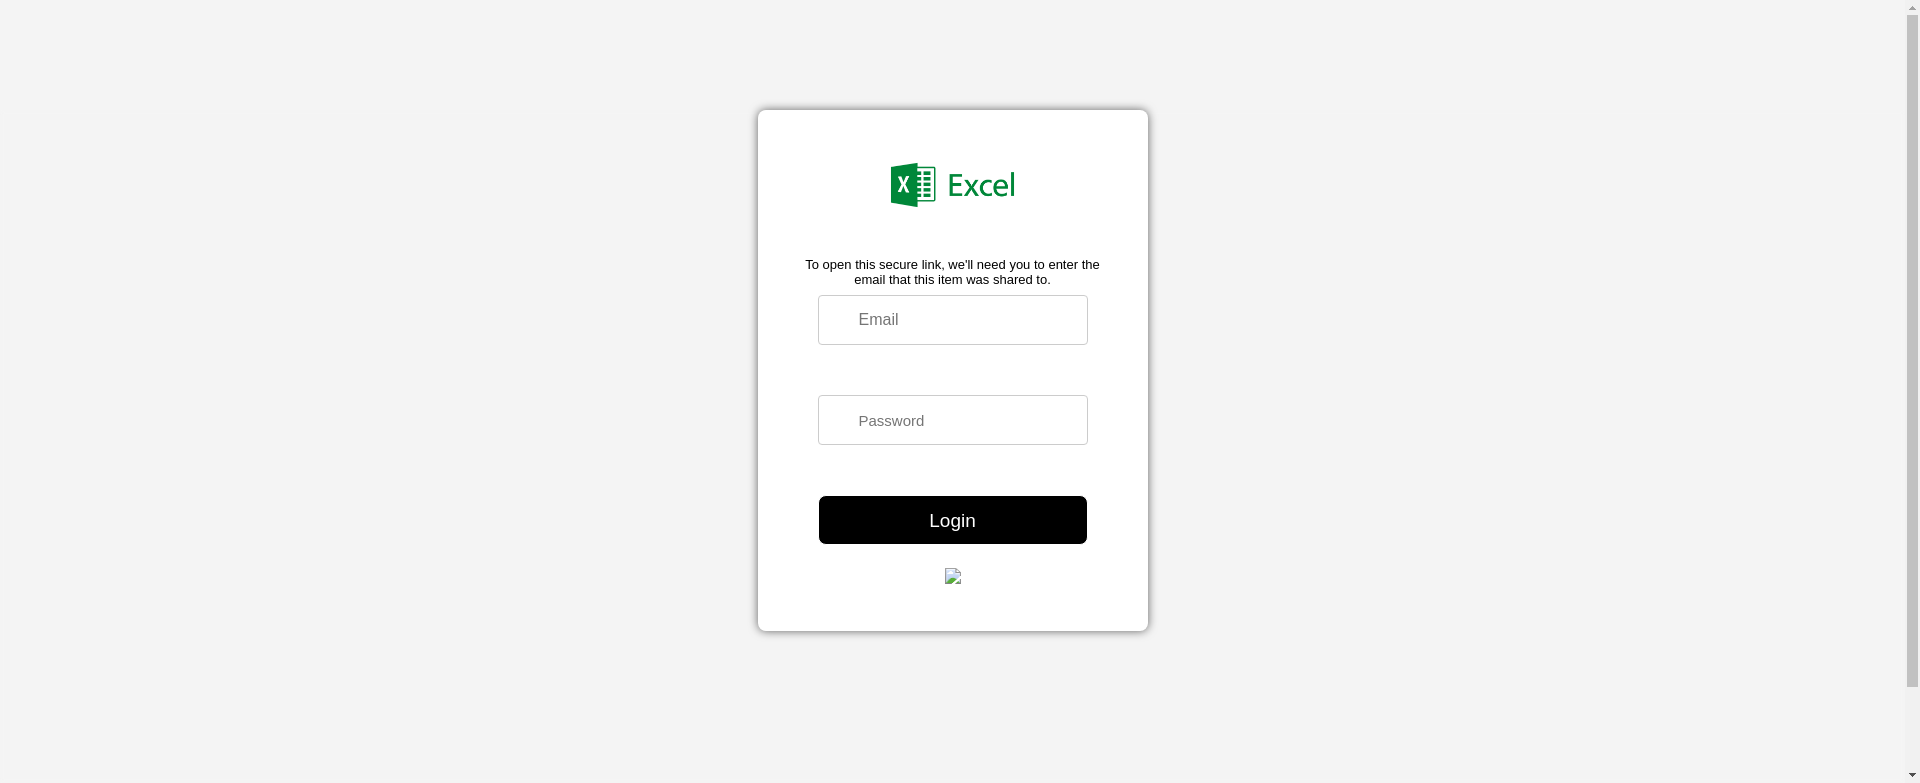 Excel
To open this secure link, we'll need you to enter the
email that this item was shared to.
Email
Password
Login